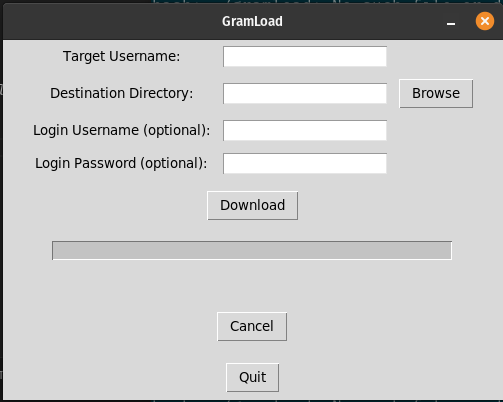 GramLoad
Target Username:
Destination Directory:
Browse
Login Username (optional):
Login Password (optional):
Download
Cancel
Quit